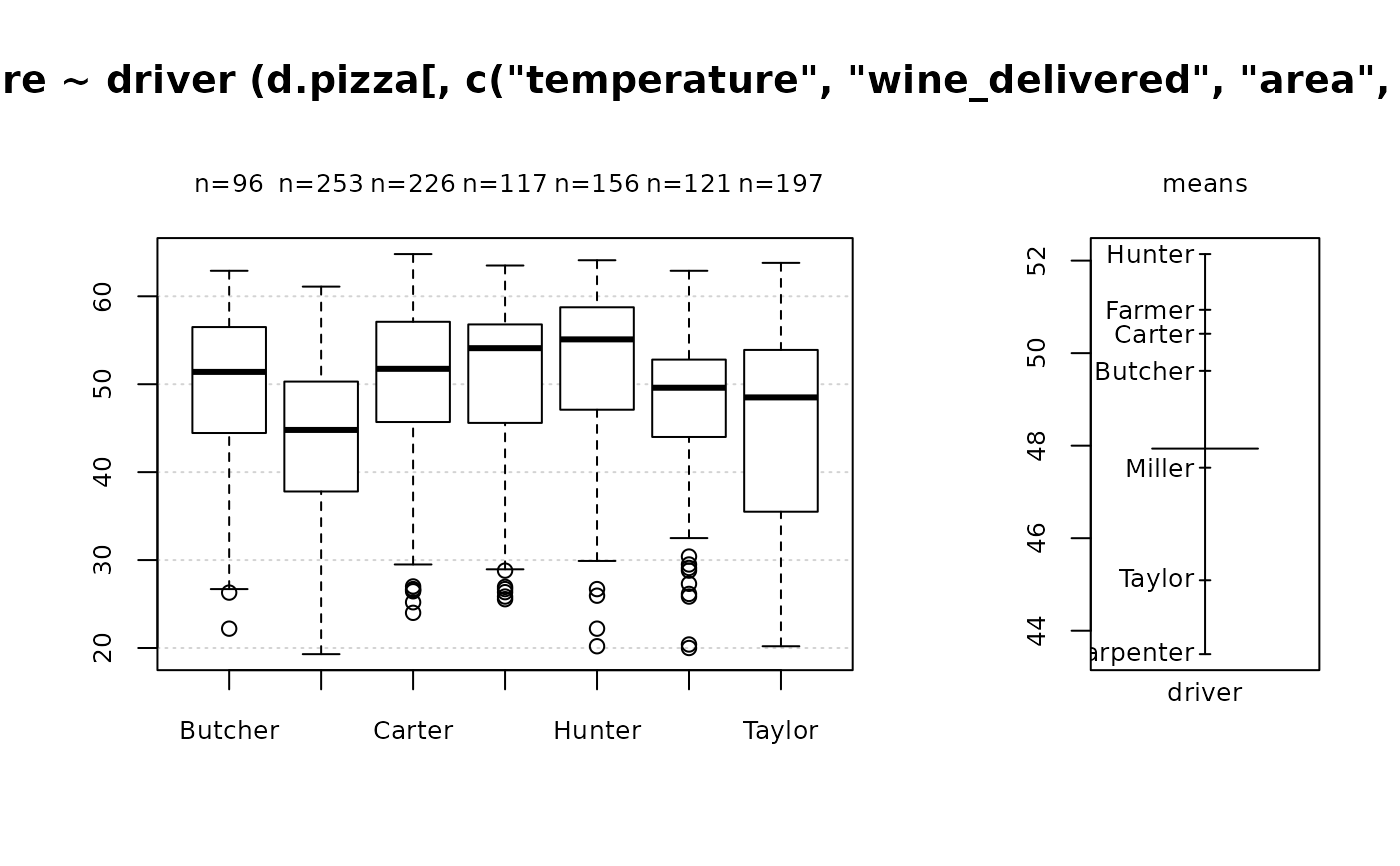 re ~ driver (d.pizza[, c("temperature", "wine_delivered", "area",
n=96 n=253 n=226 n=117 n=156 n=121 n=197
60
50
40
30
20
Butcher Carter Hunter Taylor
means
52
50
48
46
44
Hunter
Farmer
Carter
Butcher
Miller
Taylor
arpenter
driver